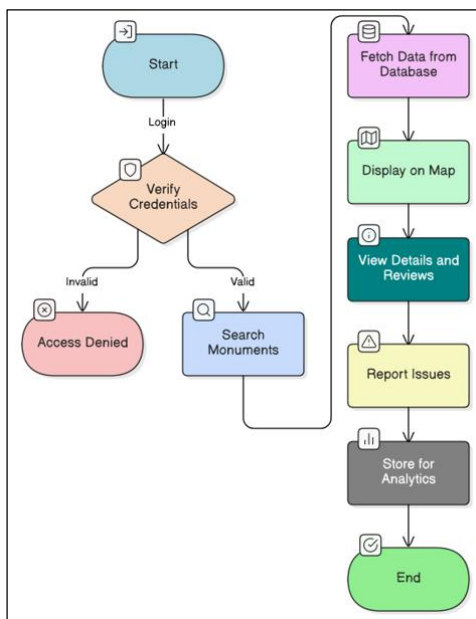 Start
Login
Verify
Credentials
Invalid
Valid
Access Denied
Search
Monuments
Fetch Data from
Database
Display on Map
View Details and
Reviews
Report Issues
Store for
Analytics
End